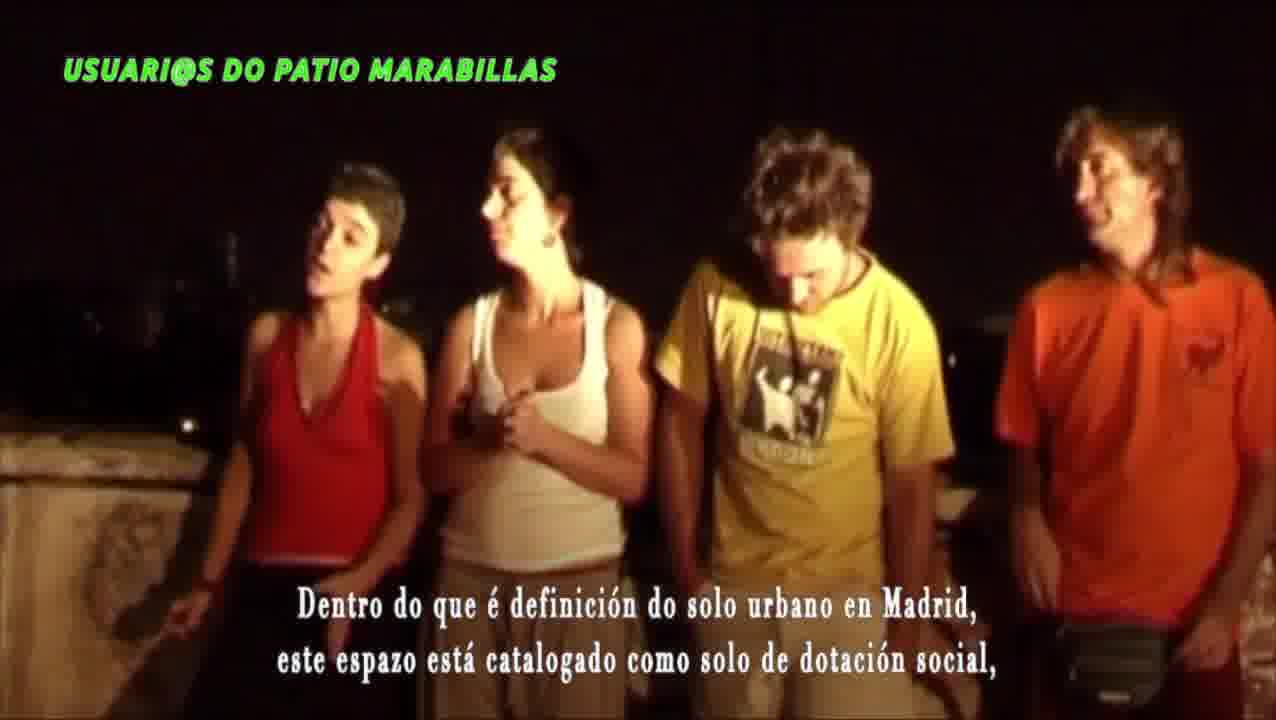 USUARI@S DO PATIO MARABILLAS
Dentro do que é definición do solo urbano en Madrid,
este espazo está catalogado como solo de dotación social,